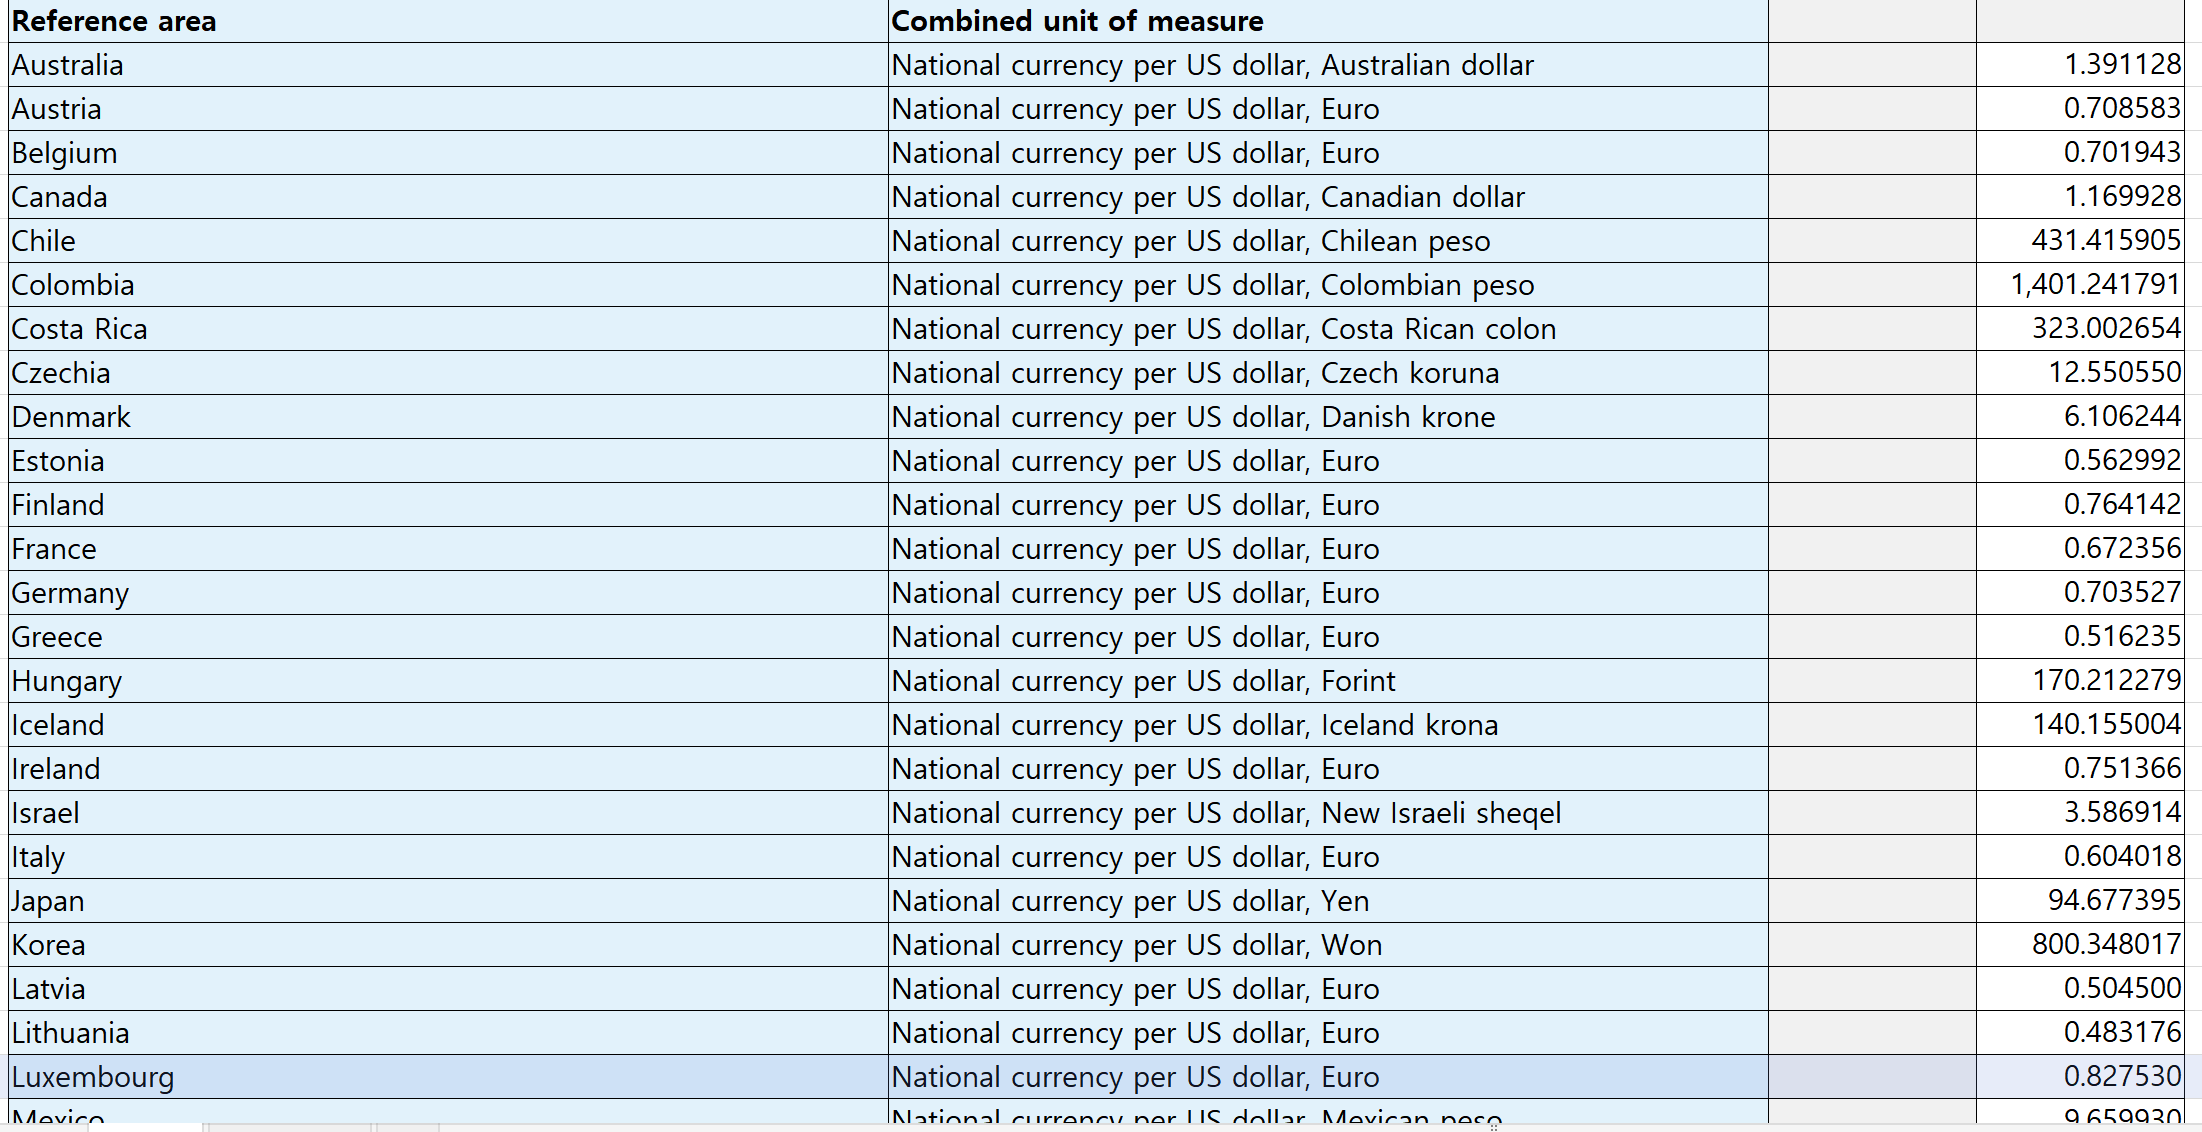 Reference area Combined unit of measure
Australia National currency per US dollar, Australian dollar 1.391128
Austria National currency per US dollar, Euro 0.708583
Belgium National currency per US dollar, Euro 0.701943
Canada National currency per US dollar, Canadian dollar 1.169928
Chile National currency per US dollar, Chilean peso 431.415905
Colombia National currency per US dollar, Colombian peso 1,401.241791
Costa Rica National currency per US dollar, Costa Rican colon 323.002654
Czechia National currency per US dollar, Czech koruna 12.550550
Denmark National currency per US dollar, Danish krone 6.106244
Estonia National currency per US dollar, Euro 0.562992
Finland National currency per US dollar, Euro 0.764142
France National currency per US dollar, Euro 0.672356
Germany National currency per US dollar, Euro 0.703527
Greece National currency per US dollar, Euro 0.516235
Hungary National currency per US dollar, Forint 170.212279
Iceland National currency per US dollar, Iceland krona 140.155004
Ireland National currency per US dollar, Euro 0.751366
Israel National currency per US dollar, New Israeli sheqel 3.586914
Italy National currency per US dollar, Euro 0.604018
Japan National currency per US dollar, Yen 94.677395
Korea National currency per US dollar, Won 800.348017
Latvia National currency per US dollar, Euro 0.504500
Lithuania National currency per US dollar, Euro 0.483176
Luxembourg National currency per US dollar, Euro 0.827530
Mexico National currency per US dollar, Mexican peso 9.659930